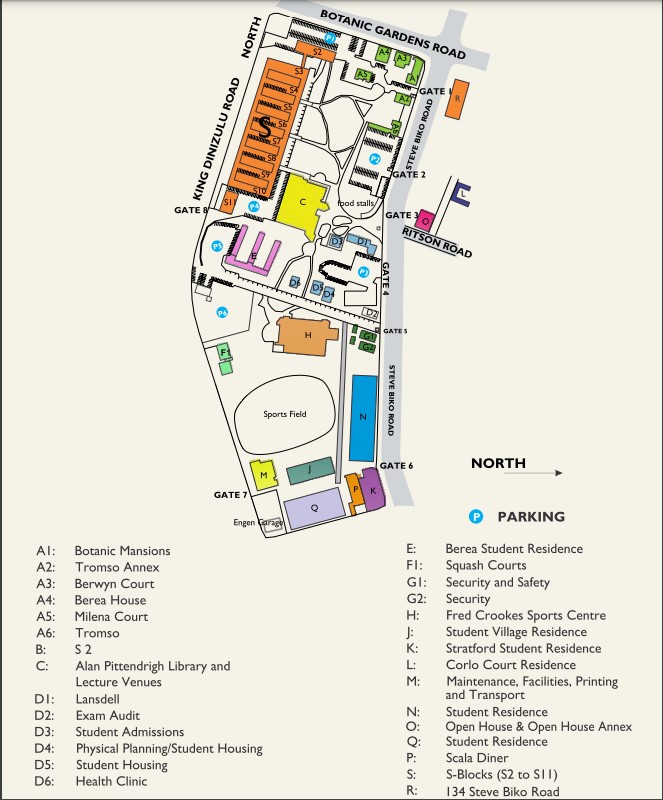 BOTANIC GARDENS ROAD
NORTH
P1
S2
A4
A3
S3
A5
A1
S4
GATE 1
A2
R
S5
KING DINIZULU ROAD
S6
S
A6
STEVE BIKO ROAD
S7
S8
P2
S9
GATE 2
S10
L
S11
P4
C
food stalls
GATE 8
GATE 3
O
RITSON ROAD
P5
E
D3
D1
P3
GATE 4
D6
D5
D4
P6
D2
GATE 5
H
G1
G2
F1
STEVE BIKO ROAD
Sports Field
N
NORTH
M
J
GATE 6
GATE 7
P
K
Q
Engen Garage
P PARKING
A1: Botanic Mansions
A2: Tromso Annex
A3: Berwyn Court
A4: Berea House
A5: Milena Court
A6: Tromso
B: S 2
C: Alan Pittendrigh Library and
Lecture Venues
D1: Lansdell
D2: Exam Audit
D3: Student Admissions
D4: Physical Planning/Student Housing
D5: Student Housing
D6: Health Clinic
E: Berea Student Residence
F1: Squash Courts
G1: Security and Safety
G2: Security
H: Fred Crookes Sports Centre
J: Student Village Residence
K: Stratford Student Residence
L: Corlo Court Residence
M: Maintenance, Facilities, Printing
and Transport
N: Student Residence
O: Open House & Open House Annex
Q: Student Residence
P: Scala Diner
S: S-Blocks (S2 to S11)
R: 134 Steve Biko Road